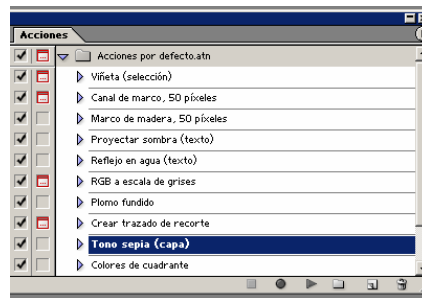 Acciones
Acciones por defecto.atn
Viñeta (selección)
Canal de marco, 50 píxeles
Marco de madera, 50 píxeles
Proyectar sombra (texto)
Reflejo en agua (texto)
RGB a escala de grises
Plomo fundido
Crear trazado de recorte
Tono sepia (capa)
Colores de cuadrante